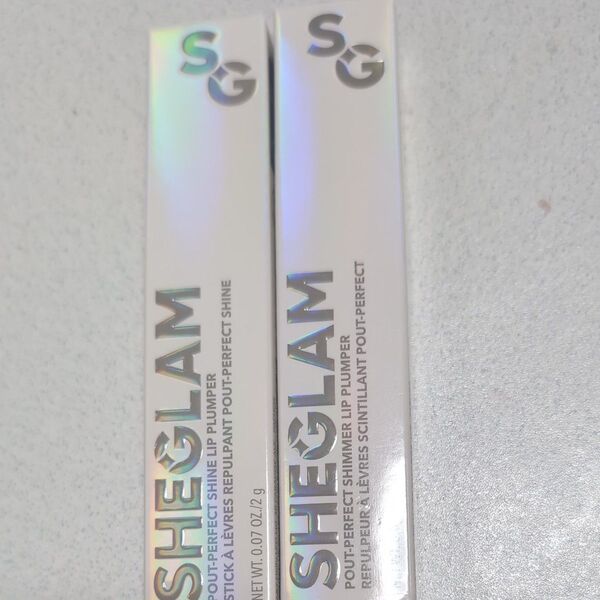 SG
SHEGLAM
POUT-PERFECT SHINE LIP PLUMPER
STICK À LÈVRES REPULPANT POUT-PERFECT SHINE
NET WT. 0.07 OZ./2 g
SG
SHEGLAM
POUT-PERFECT SHIMMER LIP PLUMPER
REPULPEUR À LÈVRES SCINTILLANT POUT-PERFECT